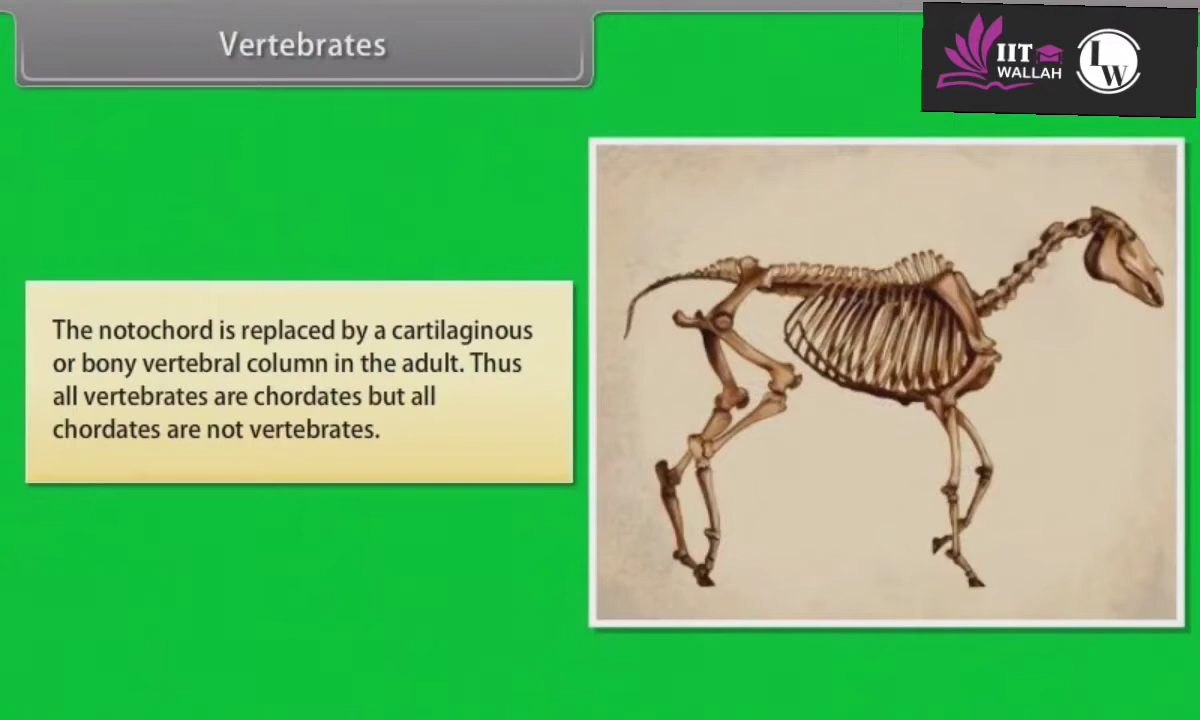 Vertebrates
IIT
WALLAH
LW
The notochord is replaced by a cartilaginous
or bony vertebral column in the adult. Thus
all vertebrates are chordates but all
chordates are not vertebrates.